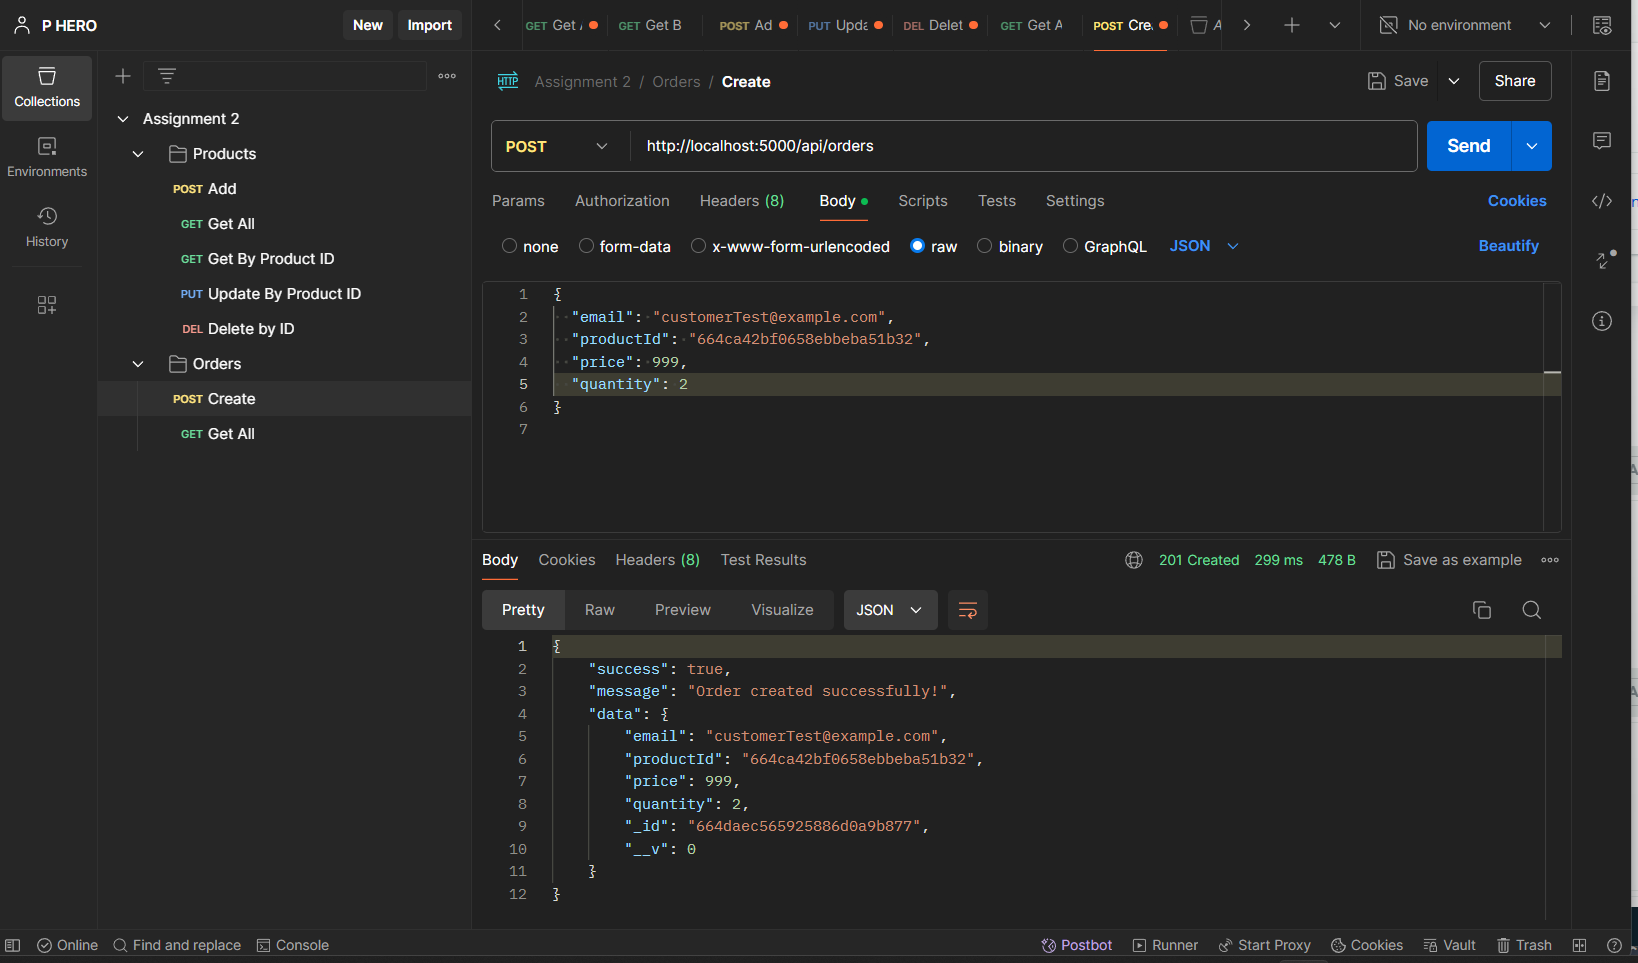 P HERO
New
Import
GET Get
GET Get B
POST Ad
PUT Upda
DEL Delet
GET Get A
POST Cre
No environment
Collections
Environments
History
Assignment 2
Products
POST Add
GET Get All
GET Get By Product ID
PUT Update By Product ID
DEL Delete by ID
Orders
POST Create
GET Get All
HTTP Assignment 2 / Orders / Create
Save
Share
POST http://localhost:5000/api/orders
Send
Params Authorization Headers (8) Body Scripts Tests Settings
Cookies
none form-data x-www-form-urlencoded raw binary GraphQL JSON
Beautify
1 {
2 "email": "customerTest@example.com",
3 "productId": "664ca42bf0658ebbeba51b32",
4 "price": 999,
5 "quantity": 2
6 }
7
Body Cookies Headers (8) Test Results
201 Created 299 ms 478 B Save as example
Pretty Raw Preview Visualize JSON
1 {
2 "success": true,
3 "message": "Order created successfully!",
4 "data": {
5 "email": "customerTest@example.com",
6 "productId": "664ca42bf0658ebbeba51b32",
7 "price": 999,
8 "quantity": 2,
9 "_id": "664daec565925886d0a9b877",
10 "__v": 0
11 }
12 }
Online Find and replace Console
Postbot Runner Start Proxy Cookies Vault Trash